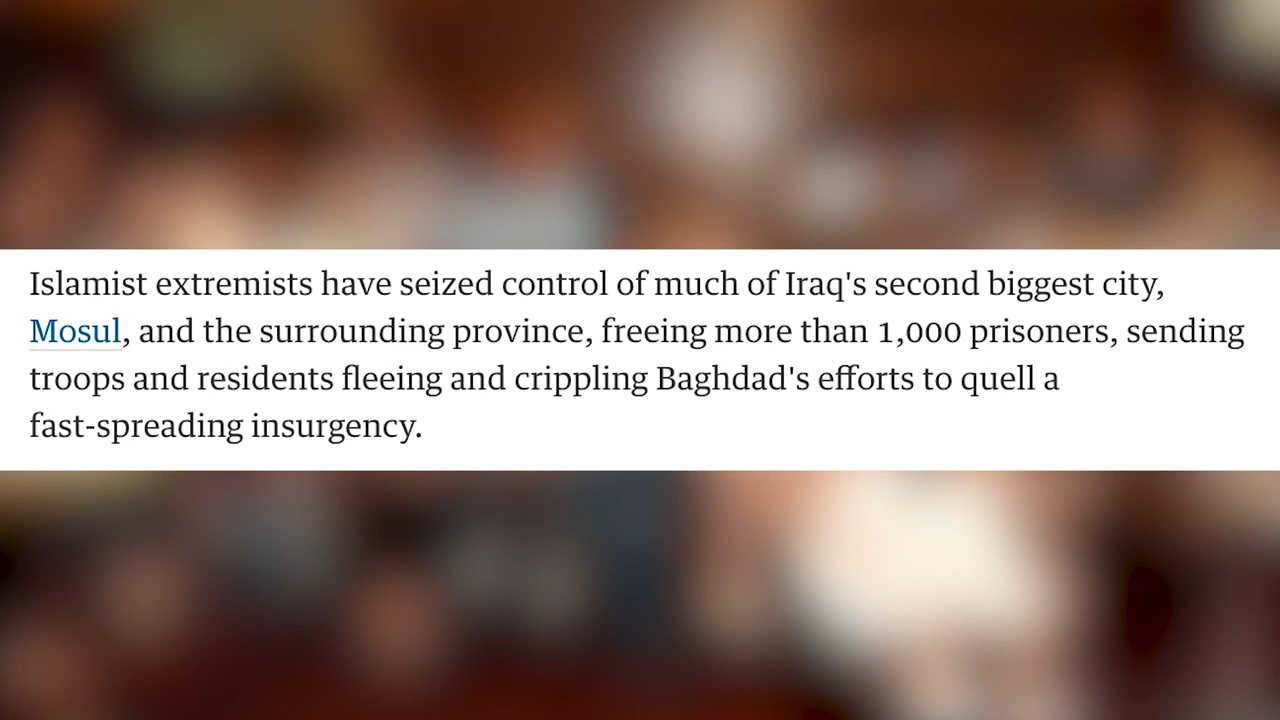 Islamist extremists have seized control of much of Iraq's second biggest city,
Mosul, and the surrounding province, freeing more than 1,000 prisoners, sending
troops and residents fleeing and crippling Baghdad's efforts to quell a
fast-spreading insurgency.